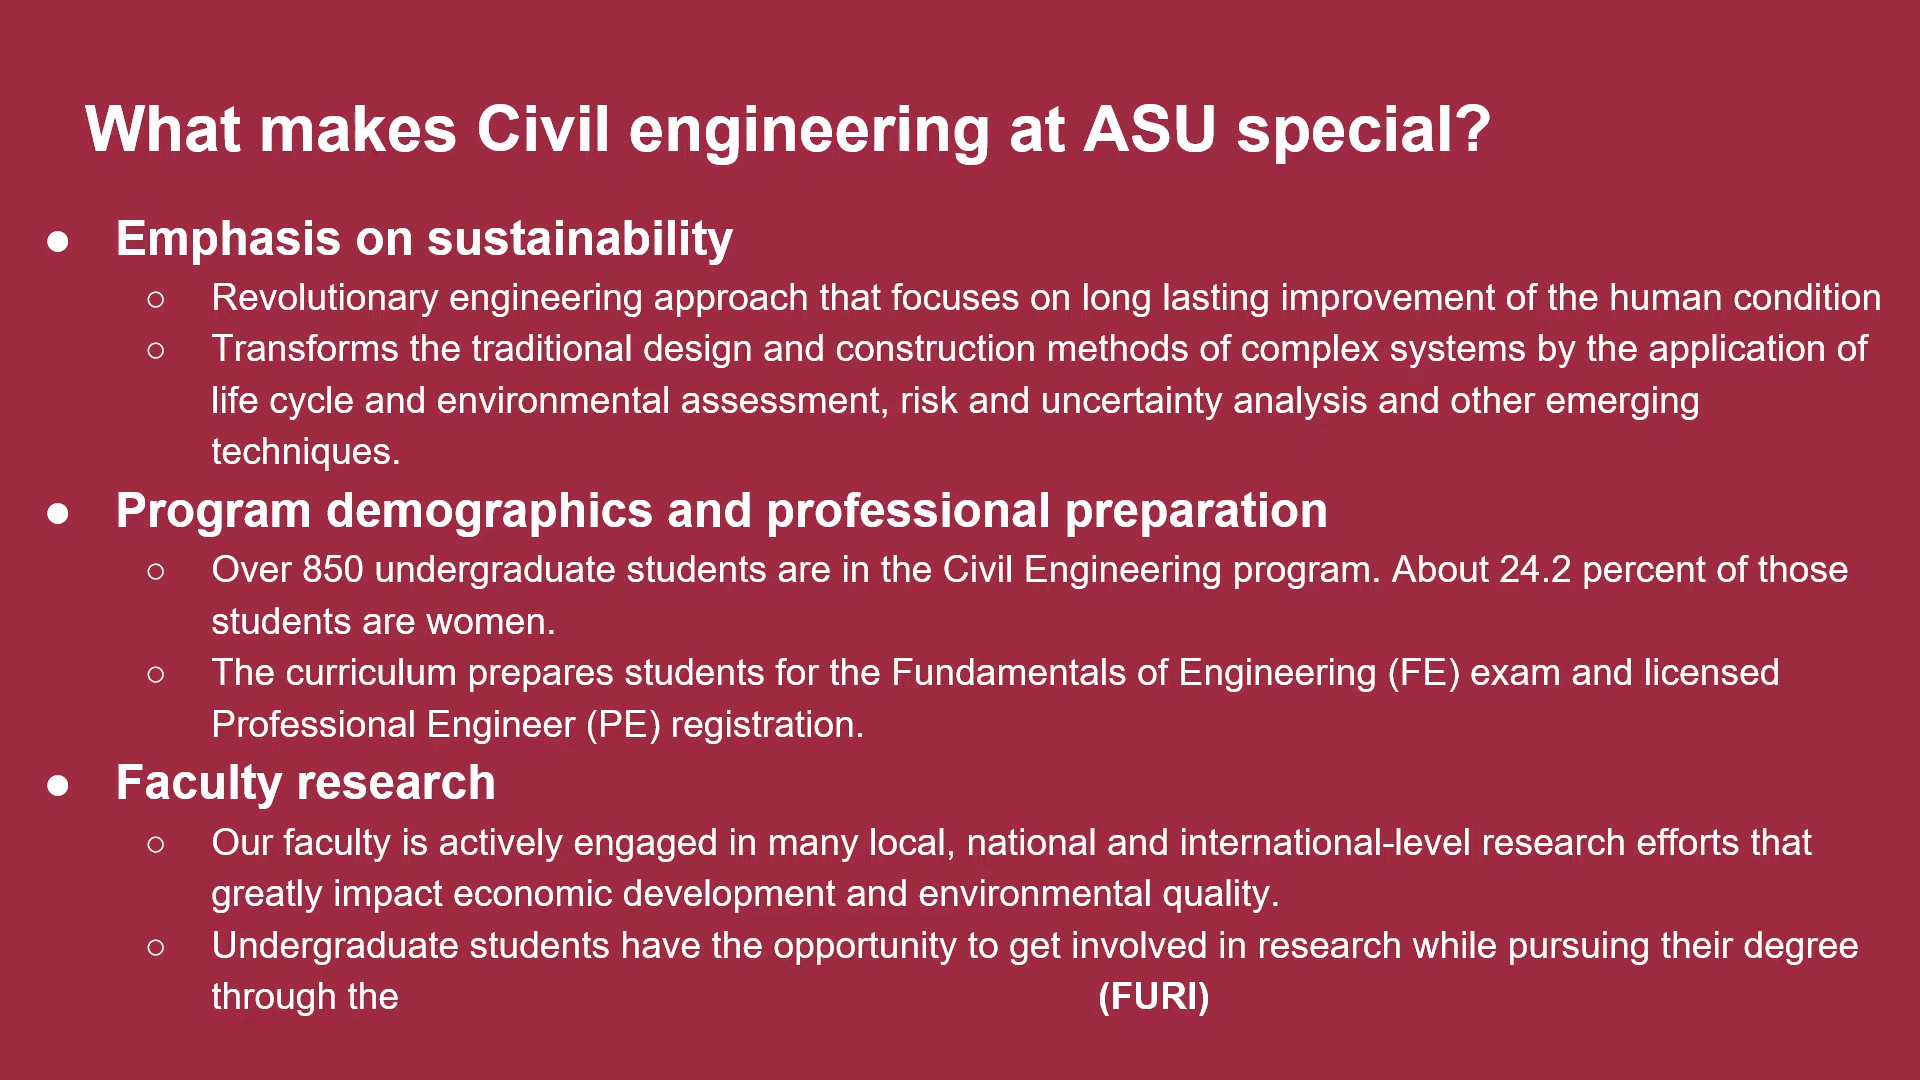 What makes Civil engineering at ASU special?
● Emphasis on sustainability
○ Revolutionary engineering approach that focuses on long lasting improvement of the human condition
○ Transforms the traditional design and construction methods of complex systems by the application of
life cycle and environmental assessment, risk and uncertainty analysis and other emerging
techniques.
● Program demographics and professional preparation
○ Over 850 undergraduate students are in the Civil Engineering program. About 24.2 percent of those
students are women.
○ The curriculum prepares students for the Fundamentals of Engineering (FE) exam and licensed
Professional Engineer (PE) registration.
● Faculty research
○ Our faculty is actively engaged in many local, national and international-level research efforts that
greatly impact economic development and environmental quality.
○ Undergraduate students have the opportunity to get involved in research while pursuing their degree
through the (FURI)